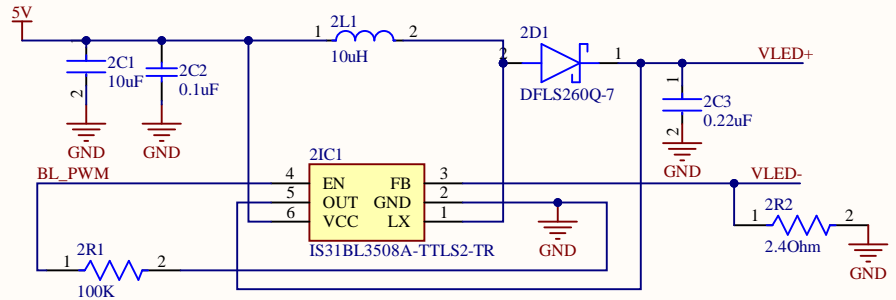 5V
1 2L1 2
10uH
2C1
10uF
2
GND
2C2
0.1uF
GND
2 2D1 1
DFLS260Q-7
VLED+
1
2C3
0.22uF
2
GND
BL_PWM
2IC1
4 EN FB 3
5 OUT GND 2
6 VCC LX 1
IS31BL3508A-TTLS2-TR
GND
VLED-
1 2R2 2
2.4Ohm
GND
1 2R1 2
100K